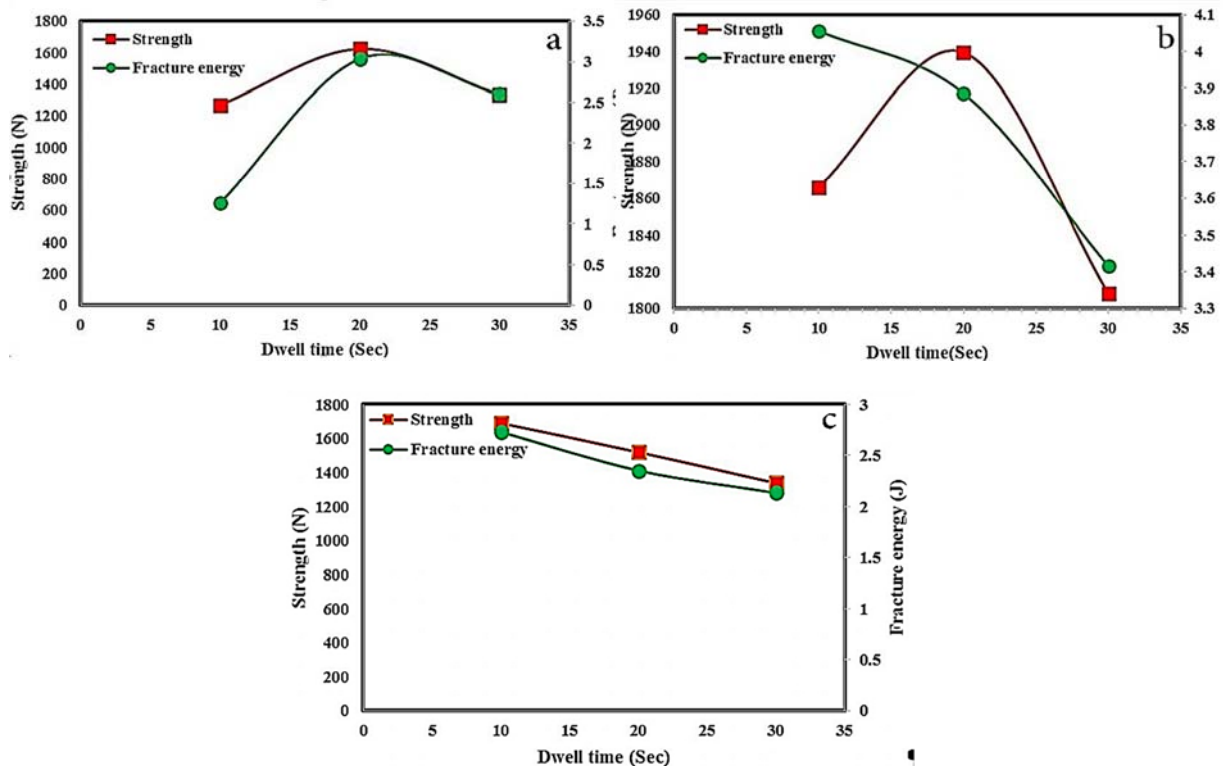 a
Strength
Fracture energy
Strength (N)
1800
1600
1400
1200
1000
800
600
400
200
0
3.5
3
2.5
2
1.5
1
0.5
0
0 5 10 15 20 25 30 35
Dwell time (Sec)
b
Strength
Fracture energy
Strength (N)
1960
1940
1920
1900
1880
1860
1840
1820
1800
4.1
4
3.9
3.8
3.7
3.6
3.5
3.4
3.3
0 5 10 15 20 25 30 35
Dwell time(Sec)
c
Strength
Fracture energy
Strength (N)
1800
1600
1400
1200
1000
800
600
400
200
0
3
2.5
2
1.5
1
0.5
0
Fracture energy (J)
0 5 10 15 20 25 30 35
Dwell time (Sec)